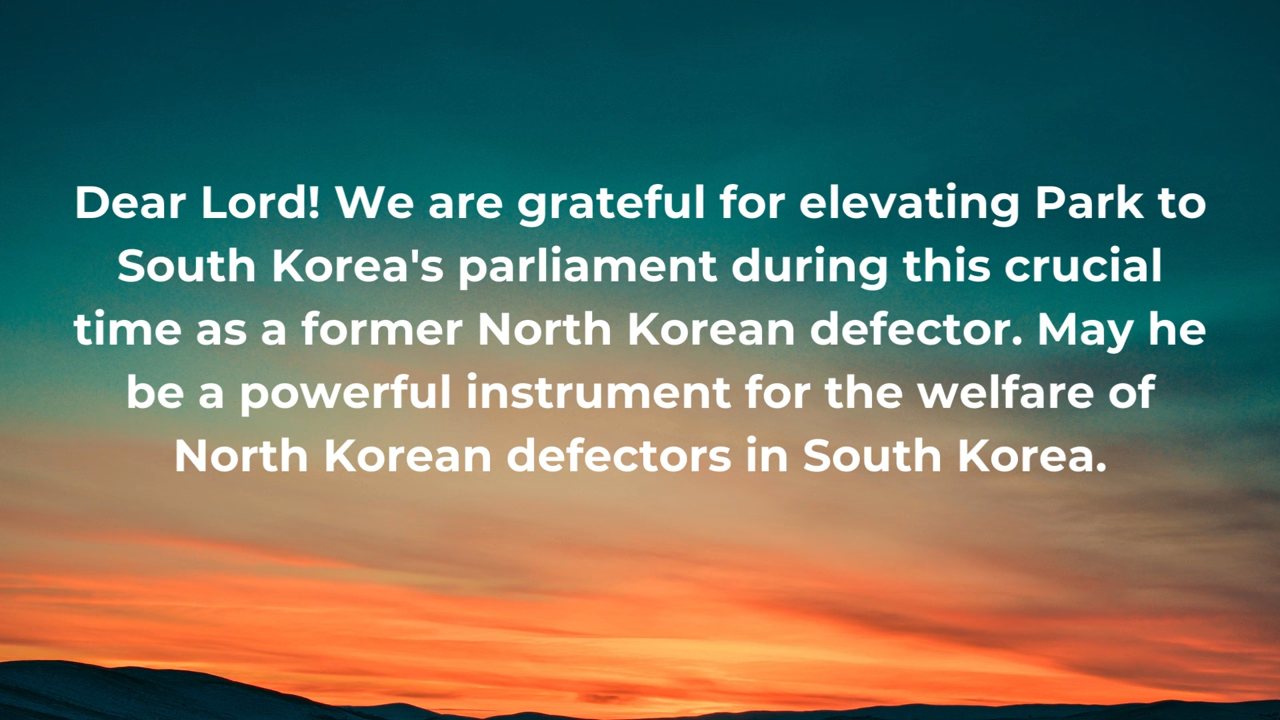 Dear Lord! We are grateful for elevating Park to
South Korea's parliament during this crucial
time as a former North Korean defector. May he
be a powerful instrument for the welfare of
North Korean defectors in South Korea.